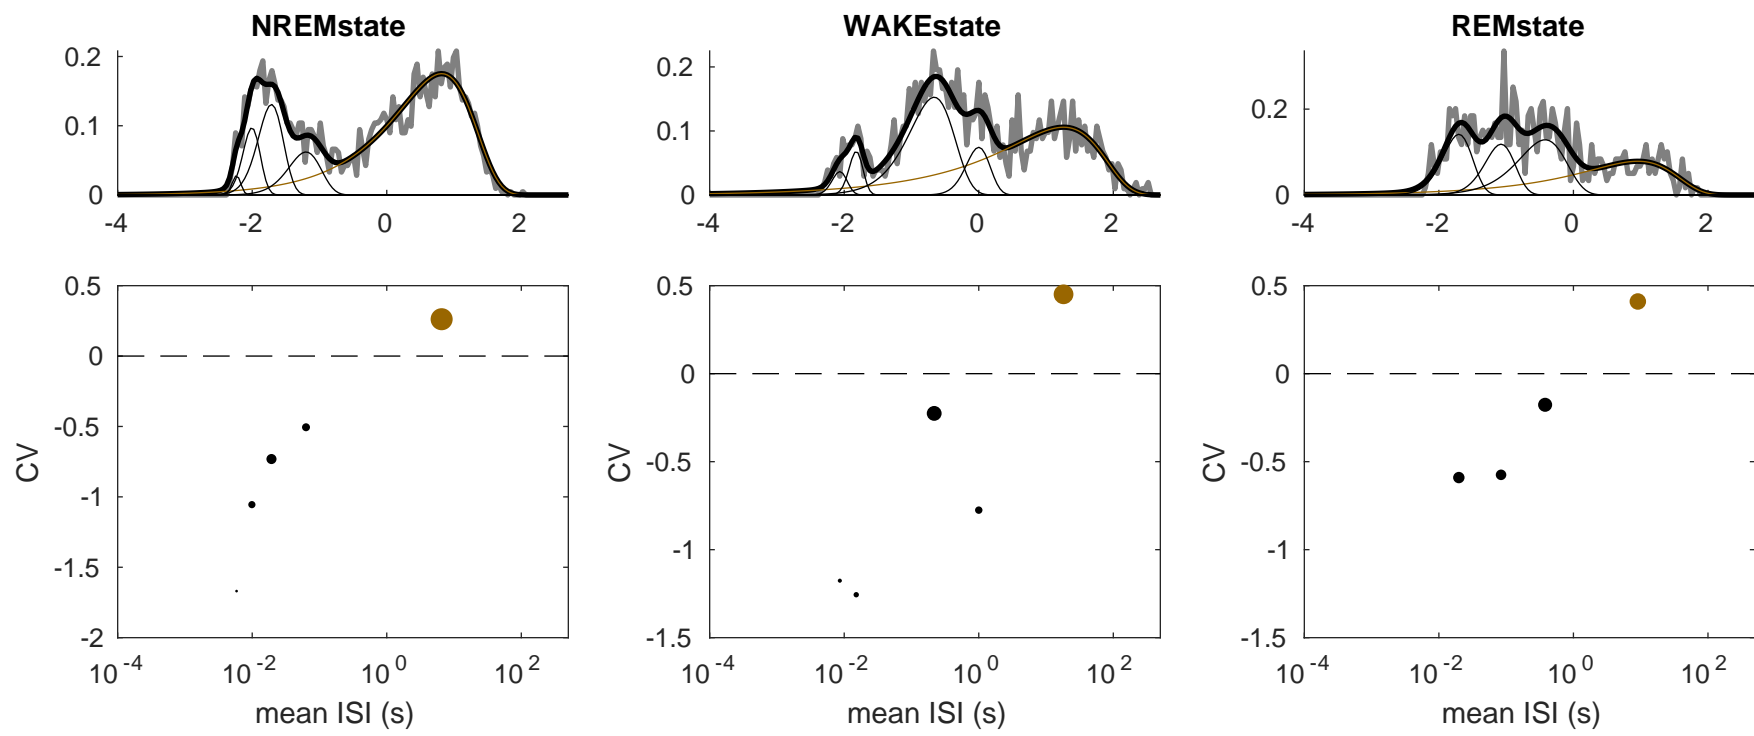 NREMstate WAKEstate REMstate
0.2 0.2 0.2
0.1 0.1
0 0 0
-4 -2 0 2 -4 -2 0 2 -4 -2 0 2
0.5 0.5 0.5
0 0 0
-0.5 -0.5 -0.5
-1 -1 -1
-1.5 -1.5 -1.5
-2
CV CV CV
10^-4 10^-2 10^0 10^2 10^-4 10^-2 10^0 10^2 10^-4 10^-2 10^0 10^2
mean ISI (s) mean ISI (s) mean ISI (s)